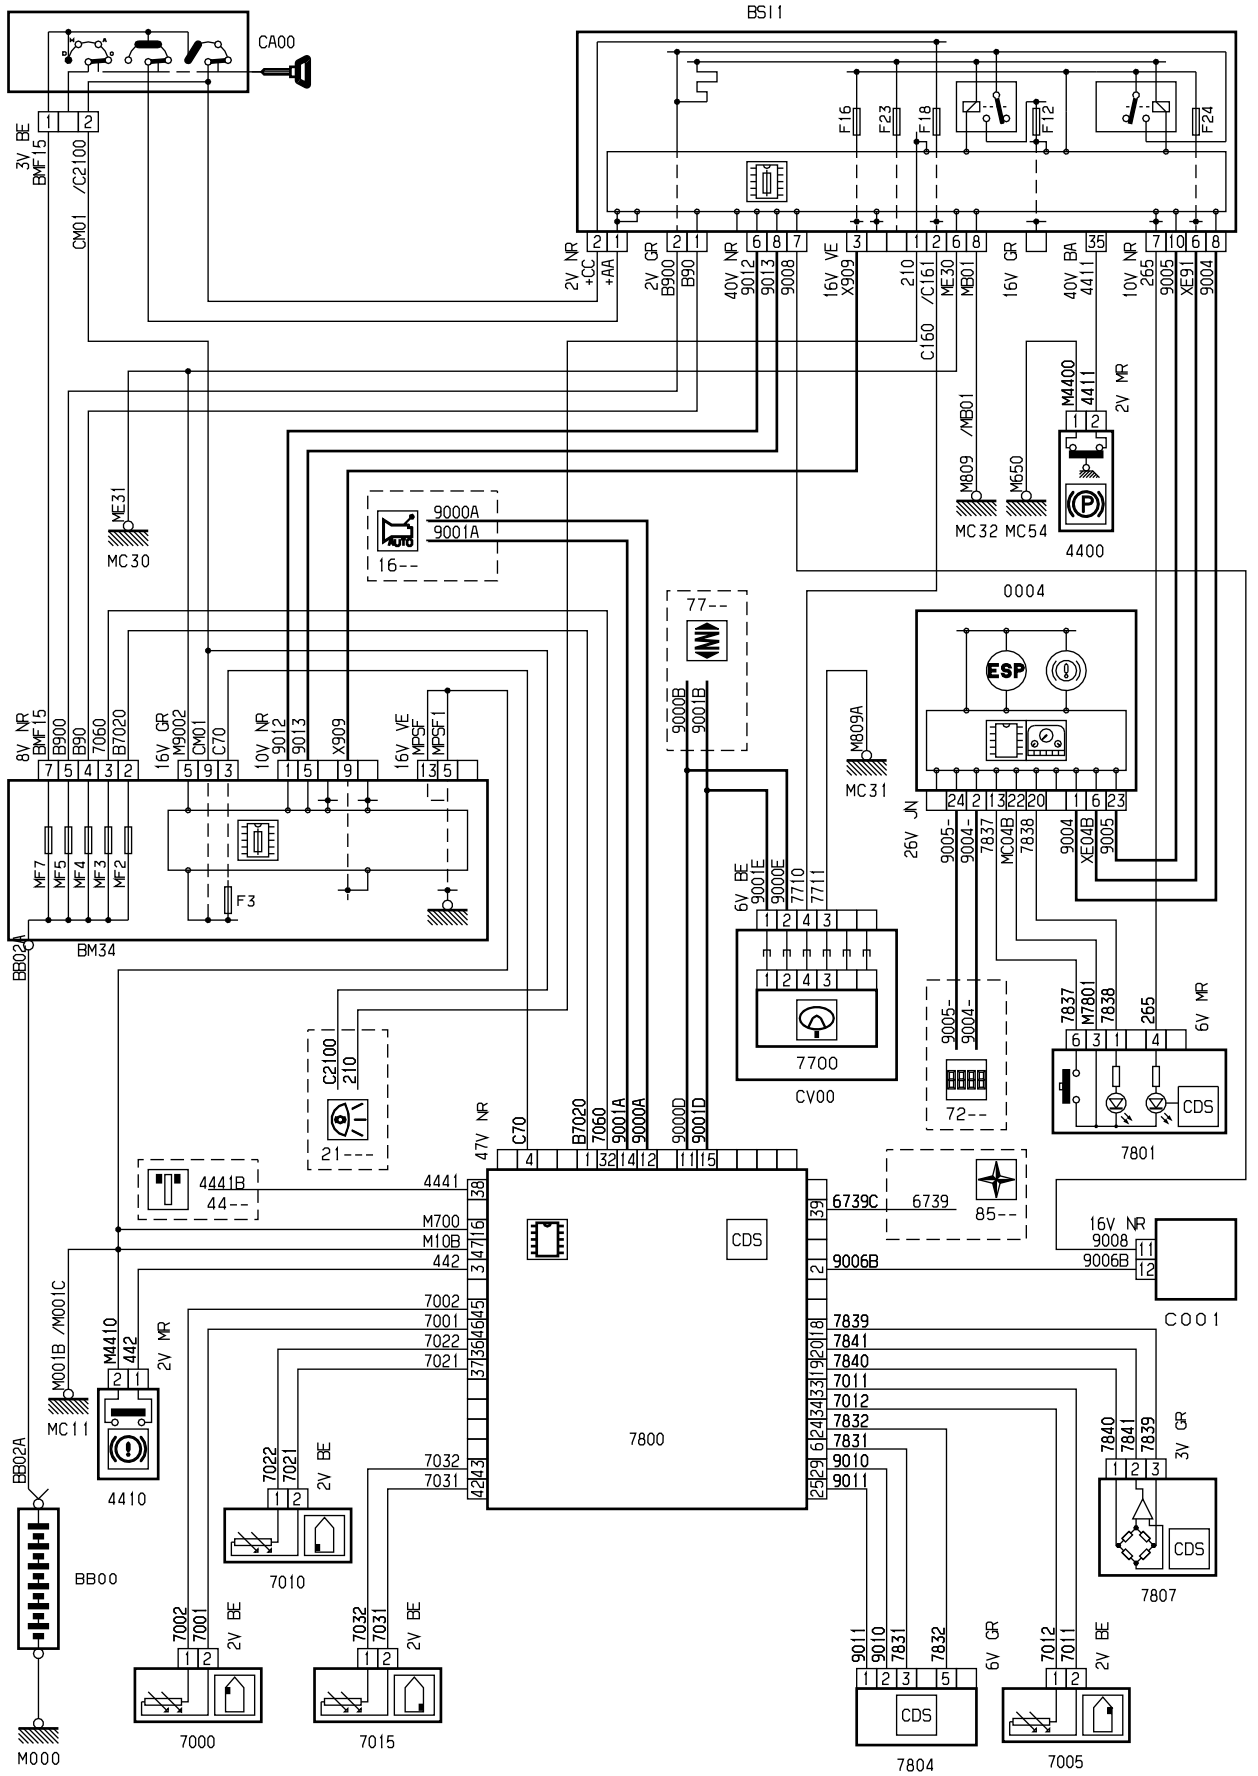 BSI1
CA00
H A
D O
1 2
3V BE
BMF15
CM01 /C2100
F16 F23 F18 F12 F24
2 1 2 1 6 8 7 3 1 2 6 8 35 7 10 6 8
2V NR
+CC
+AA
2V GR
B900
B90
40V NR
9012
9013
9008
16V VE
X909
210
C160 /C161
ME30
MB01
16V GR
40V BA
4411
10V NR
265
9005
XE91
9004
M4400
4411
2V MR
1 2
P
4400
M809 /MB01
MC32
M650
MC54
ME31
MC30
9000A
9001A
AUTO
16--
77--
9000B
9001B
0004
ESP
M809A
MC31
8V NR
BMF15
B900
B90
7060
B7020
16V GR
M9002
CM01
C70
10V NR
9012
9013
X909
16V VE
MPSF
MPSF1
7 5 4 3 2 5 9 3 1 5 9 13 5
MF7
MF5
MF4
MF3
MF2
F3
BM34
BB02A
24 2 13 22 20 1 6 23
26V JN
9005-
9004-
7837
MC04B
7838
9004
XE04B
9005
6V BE
9001E
9000E
7710
7711
1 2 4 3
1 2 4 3
7700
CV00
9005-
9004-
72--
7837
M7801
7838
265
6V MR
6 3 1 4
CDS
7801
C2100
210
21----
47V NR
C70
B7020
7060
9001A
9000A
9000D
9001D
4 1 32 14 12 11 15
4441B
44--
4441
38
M700
16
M10B
47
442
3
7002
45
7001
46
7022
36
7021
37
7032
43
7031
42
CDS
7800
39
6739C
6739
85--
2
9006B
16V NR
9008
11
9006B
12
C001
18
7839
20
7841
19
7840
33
7011
34
7012
24
7832
6
7831
29
9010
25
9011
M001B /M001C
MC11
M4410
442
2V MR
2 1
4410
BB02A
BB00
M000
7022
7021
2V BE
1 2
7010
7002
7001
2V BE
1 2
7000
7032
7031
2V BE
1 2
7015
9011
9010
7831
7832
6V GR
1 2 3 5
CDS
7804
7012
7011
2V BE
1 2
7005
7840
7841
7839
3V GR
1 2 3
CDS
7807